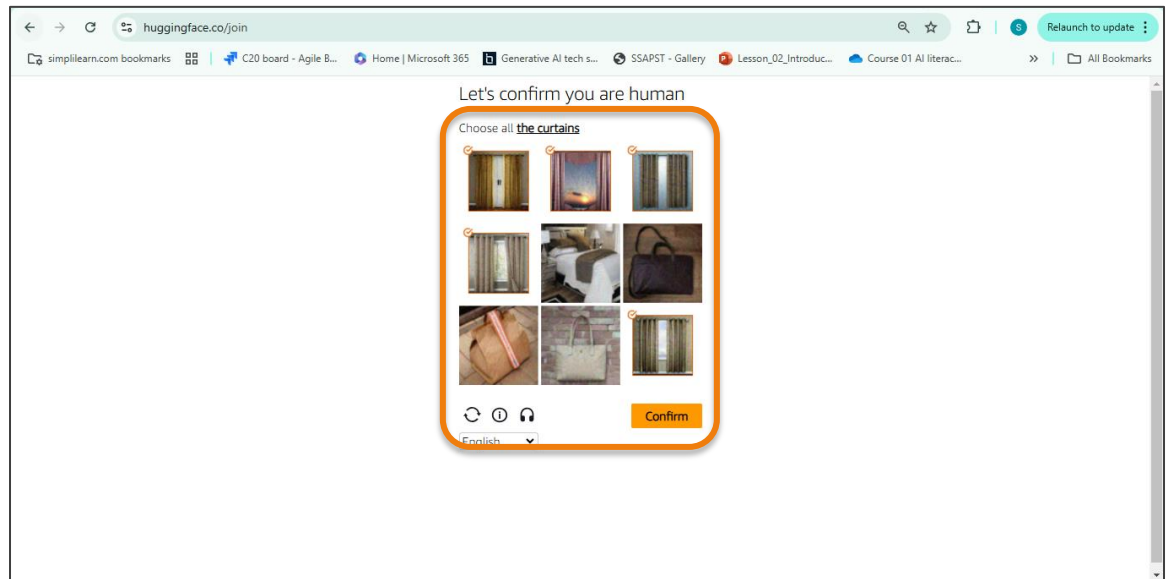 huggingface.co/join
S
Relaunch to update
simplilearn.com bookmarks
C20 board - Agile B...
Home | Microsoft 365
Generative AI tech s...
SSAPST - Gallery
Lesson_02_Introduc...
Course 01 AI literac...
»
All Bookmarks
Let's confirm you are human
Choose all the curtains
Confirm
English